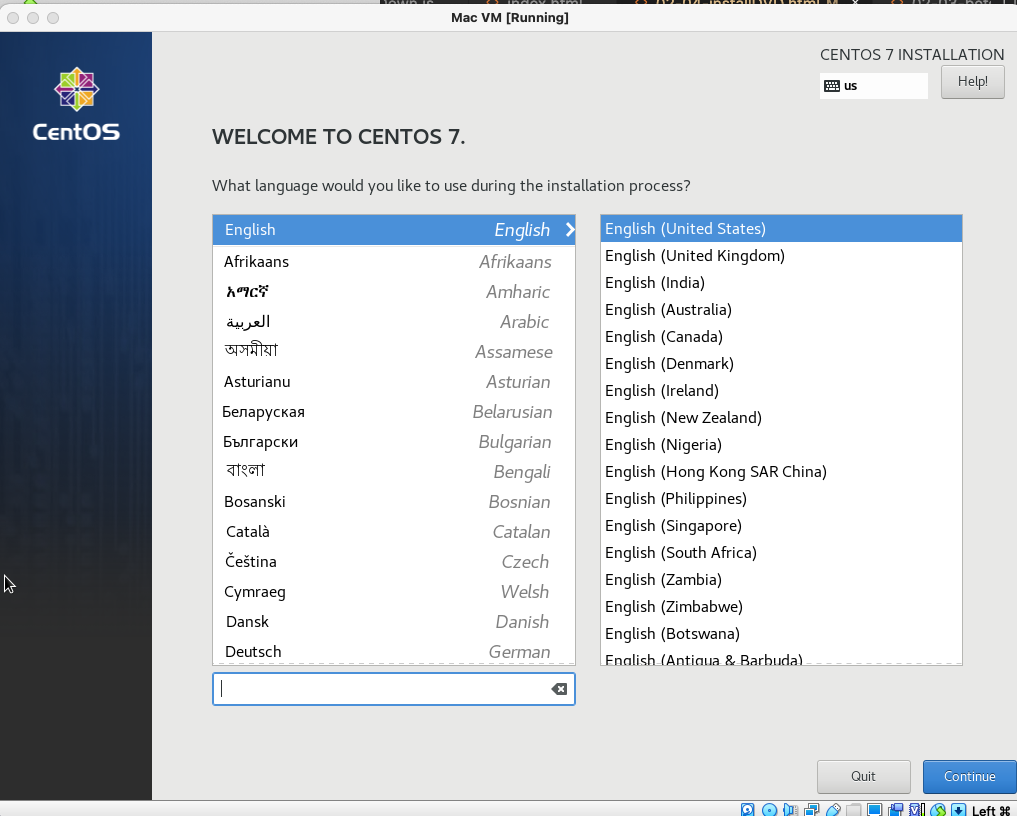 Mac VM [Running]
CentOS
CENTOS 7 INSTALLATION
us
Help!
WELCOME TO CENTOS 7.
What language would you like to use during the installation process?
English English
Afrikaans Afrikaans
አማርኛ Amharic
العربية Arabic
অসমীয়া Assamese
Asturianu Asturian
Беларуская Belarusian
Български Bulgarian
বাংলা Bengali
Bosanski Bosnian
Català Catalan
Čeština Czech
Cymraeg Welsh
Dansk Danish
Deutsch German
English (United States)
English (United Kingdom)
English (India)
English (Australia)
English (Canada)
English (Denmark)
English (Ireland)
English (New Zealand)
English (Nigeria)
English (Hong Kong SAR China)
English (Philippines)
English (Singapore)
English (South Africa)
English (Zambia)
English (Zimbabwe)
English (Botswana)
English (Antigua & Barbuda)
Quit
Continue
Left ⌘